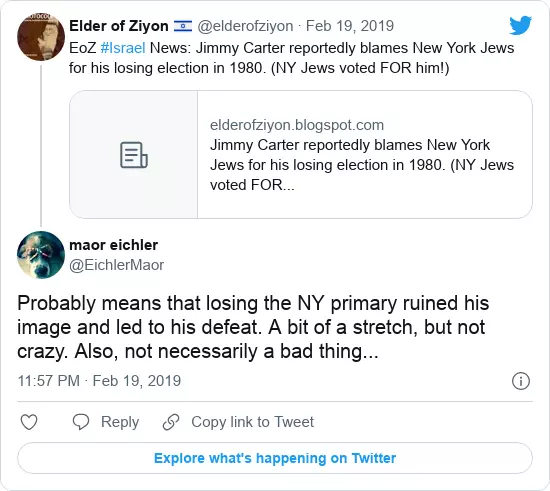 Elder of Ziyon 🇮🇱 @elderofziyon · Feb 19, 2019
EoZ #Israel News: Jimmy Carter reportedly blames New York Jews
for his losing election in 1980. (NY Jews voted FOR him!)
elderofziyon.blogspot.com
Jimmy Carter reportedly blames New York
Jews for his losing election in 1980. (NY Jews
voted FOR...
maor eichler
@EichlerMaor
Probably means that losing the NY primary ruined his
image and led to his defeat. A bit of a stretch, but not
crazy. Also, not necessarily a bad thing...
11:57 PM · Feb 19, 2019
Reply Copy link to Tweet
Explore what's happening on Twitter